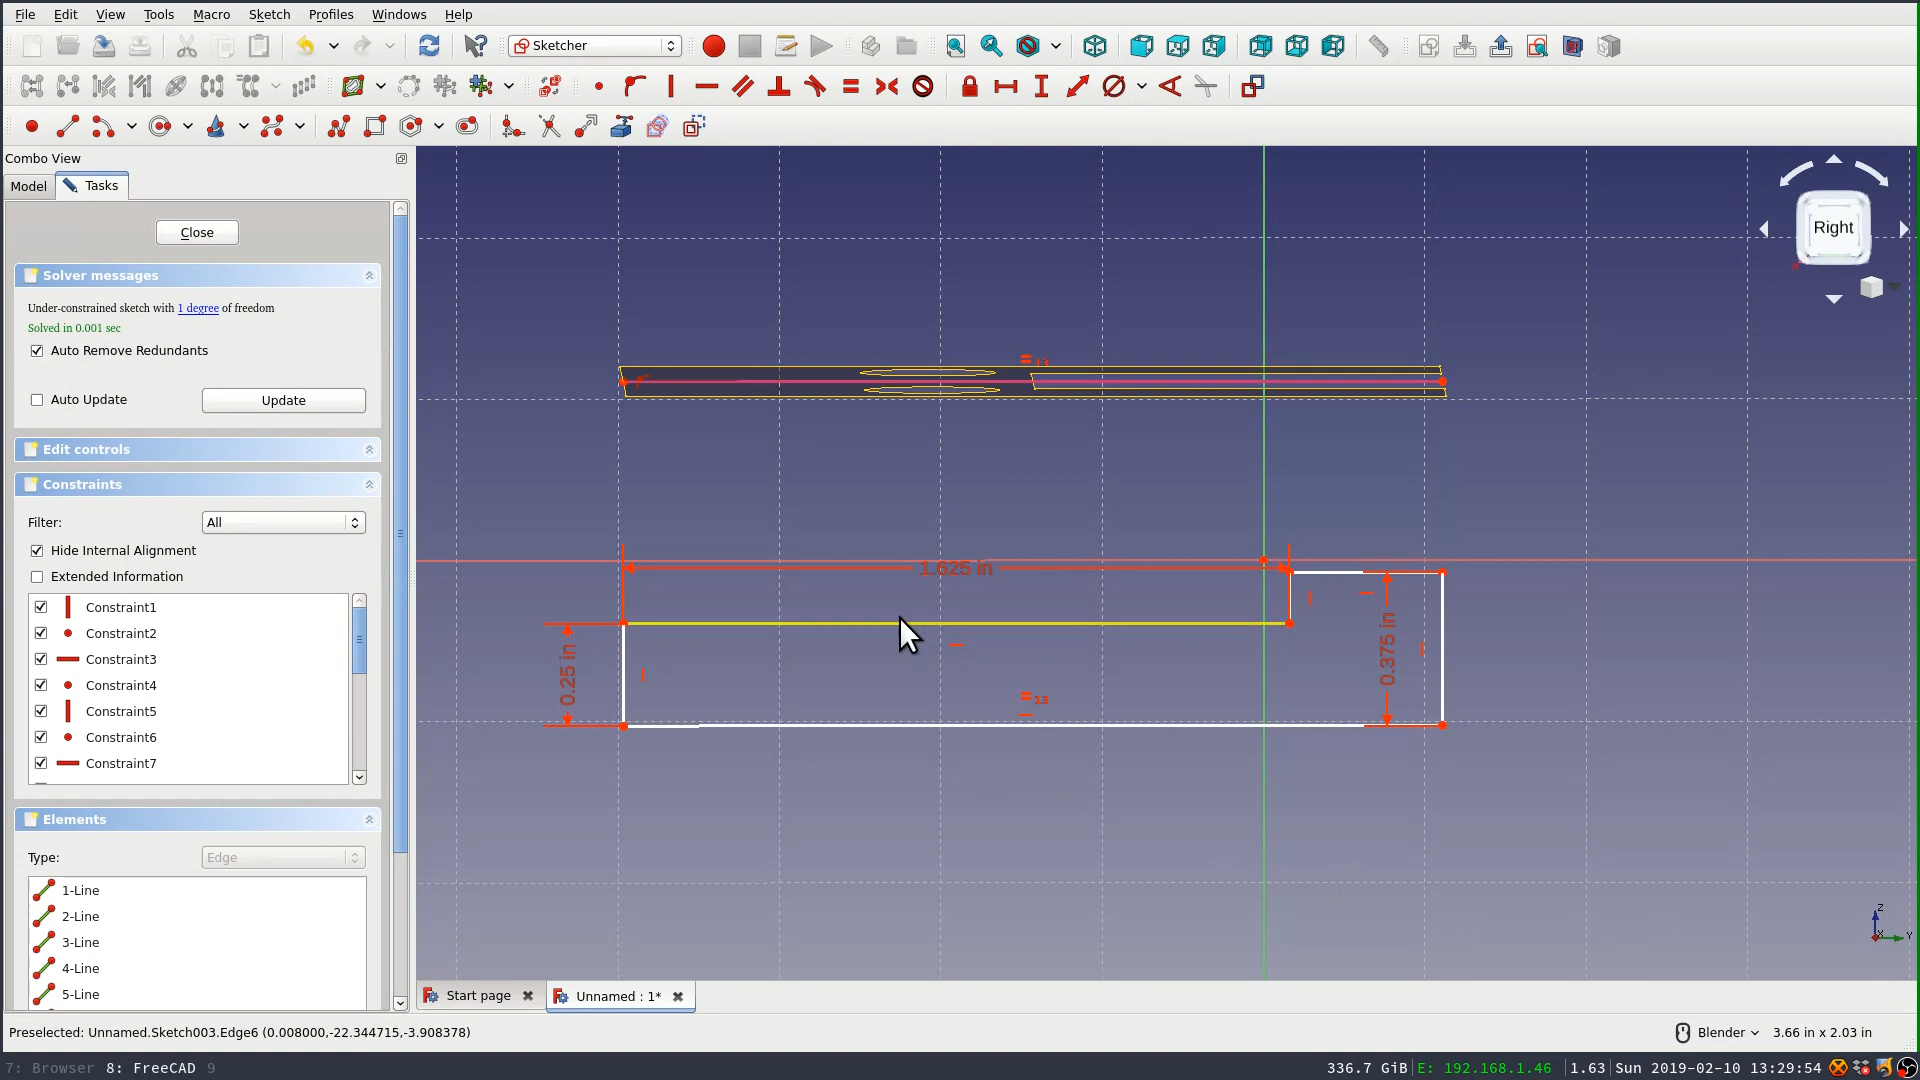 File Edit View Tools Macro Sketch Profiles Windows Help
Sketcher
Combo View
Model Tasks
Close
Solver messages
Under-constrained sketch with 1 degree of freedom
Solved in 0.001 sec
Auto Remove Redundants
Auto Update Update
Edit controls
Constraints
Filter: All
Hide Internal Alignment
Extended Information
Constraint1
Constraint2
Constraint3
Constraint4
Constraint5
Constraint6
Constraint7
Elements
Type: Edge
1-Line
2-Line
3-Line
4-Line
5-Line
Right
1.625 in
0.25 in
0.375 in
Z
X
Y
Start page Unnamed : 1*
Preselected: Unnamed.Sketch003.Edge6 (0.008000,-22.344715,-3.908378)
Blender 3.66 in x 2.03 in
7: Browser 8: FreeCAD 9
336.7 GiB E: 192.168.1.46 1.63 Sun 2019-02-10 13:29:54